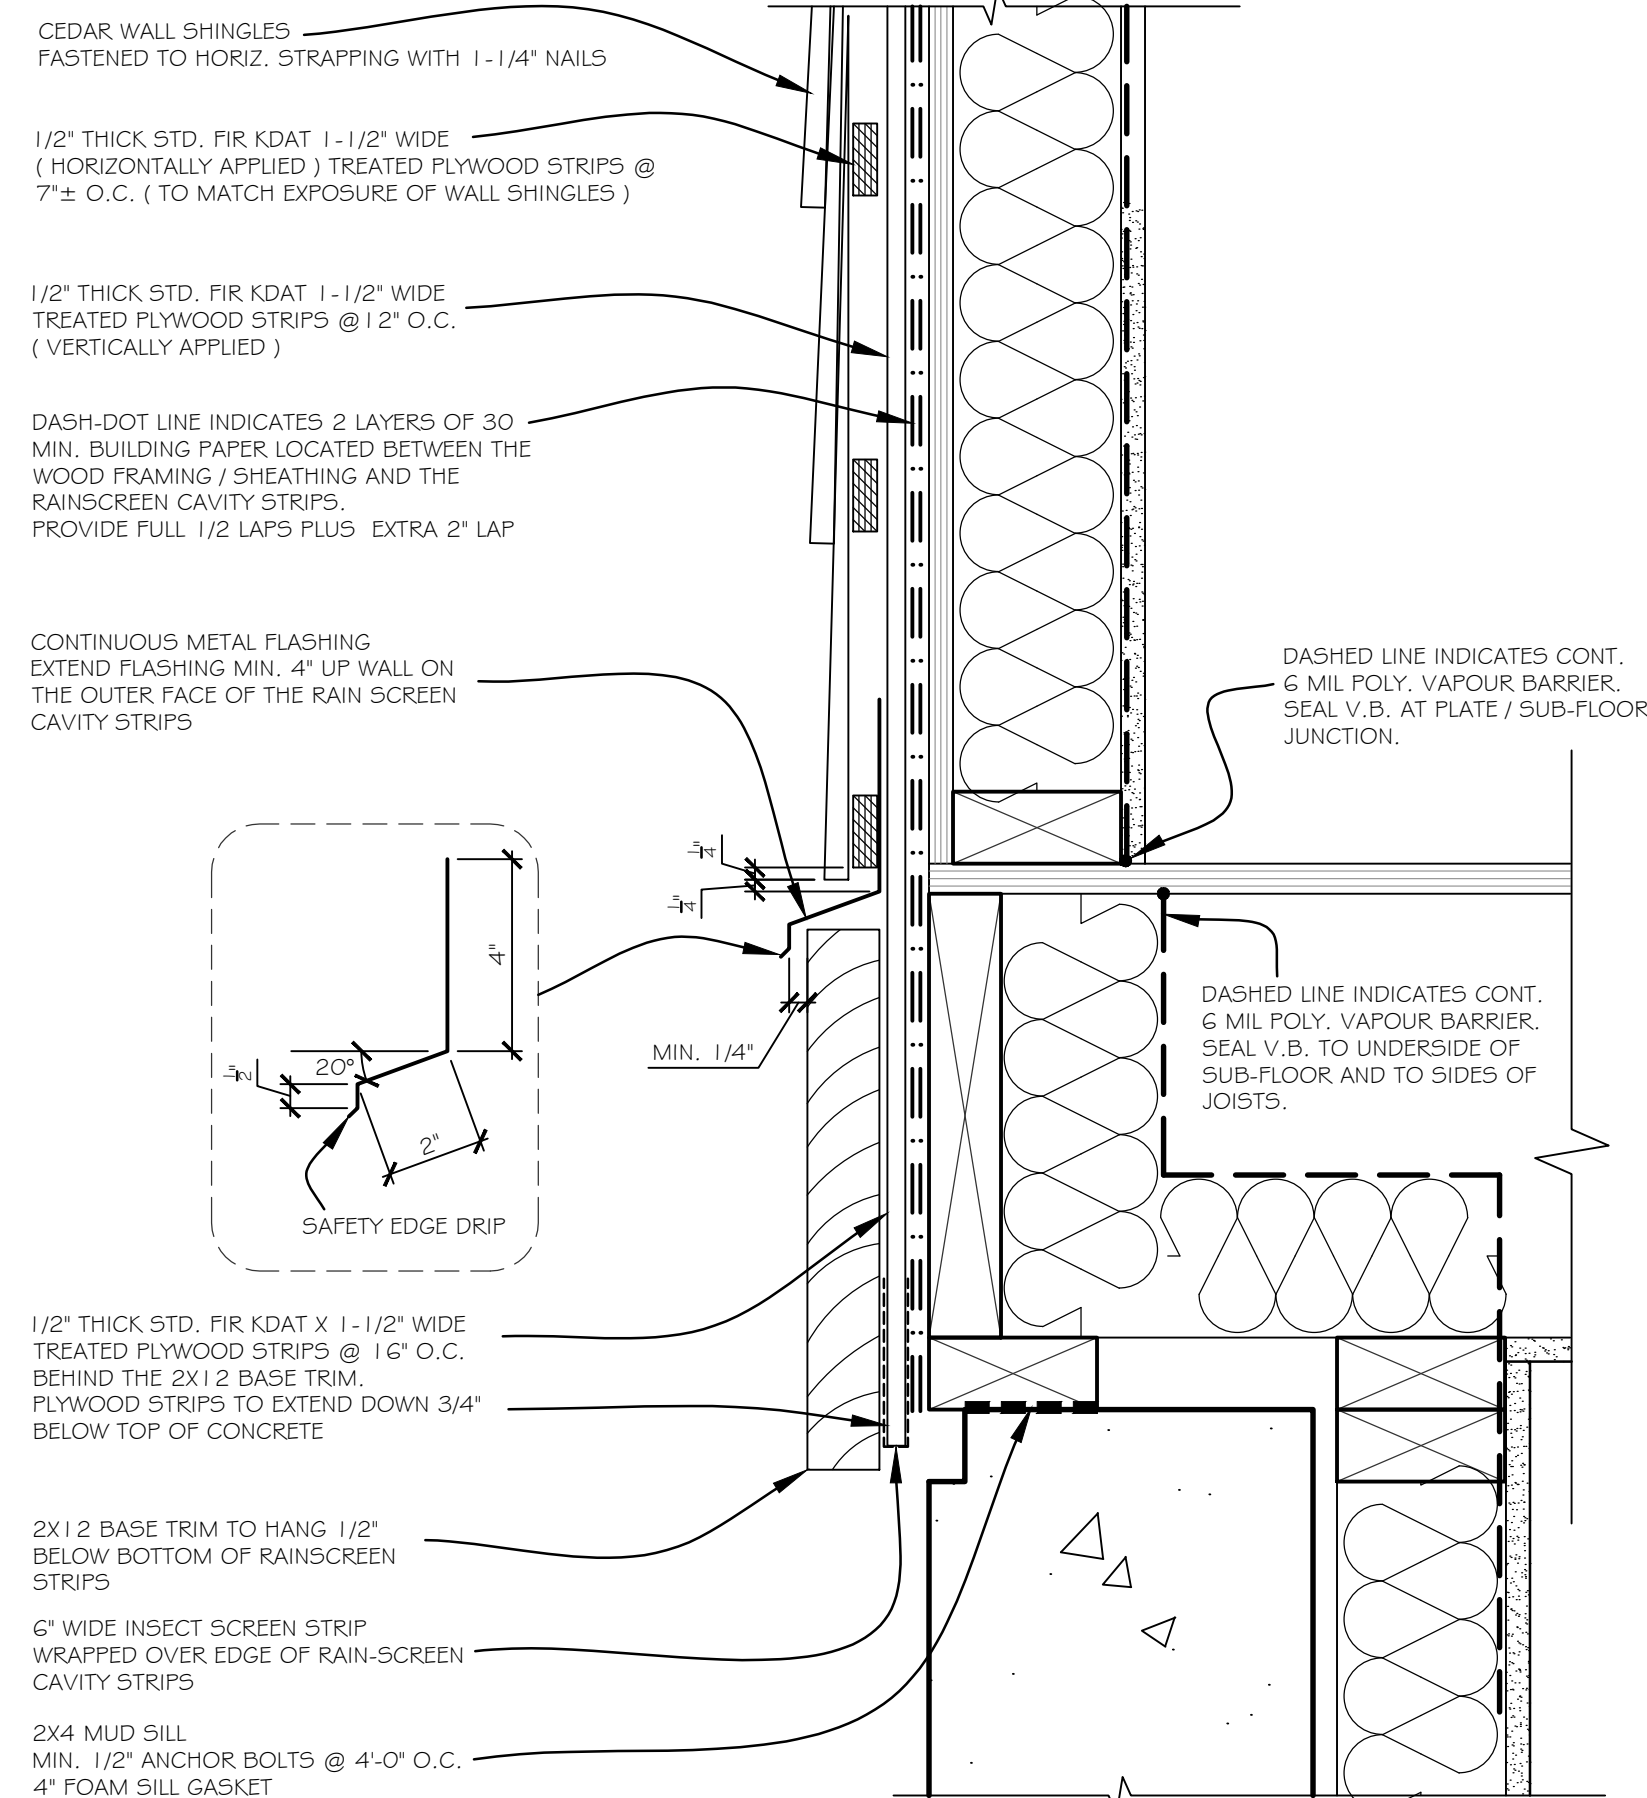 CEDAR WALL SHINGLES
FASTENED TO HORIZ. STRAPPING WITH 1-1/4" NAILS
1/2" THICK STD. FIR KDAT 1-1/2" WIDE
( HORIZONTALLY APPLIED ) TREATED PLYWOOD STRIPS @
7"± O.C. ( TO MATCH EXPOSURE OF WALL SHINGLES )
1/2" THICK STD. FIR KDAT 1-1/2" WIDE
TREATED PLYWOOD STRIPS @12" O.C.
( VERTICALLY APPLIED )
DASH-DOT LINE INDICATES 2 LAYERS OF 30
MIN. BUILDING PAPER LOCATED BETWEEN THE
WOOD FRAMING / SHEATHING AND THE
RAINSCREEN CAVITY STRIPS.
PROVIDE FULL 1/2 LAPS PLUS EXTRA 2" LAP
CONTINUOUS METAL FLASHING
EXTEND FLASHING MIN. 4" UP WALL ON
THE OUTER FACE OF THE RAIN SCREEN
CAVITY STRIPS
DASHED LINE INDICATES CONT.
6 MIL POLY. VAPOUR BARRIER.
SEAL V.B. AT PLATE / SUB-FLOOR
JUNCTION.
1/4"
1/4"
4"
20°
1/2"
2"
SAFETY EDGE DRIP
MIN. 1/4"
DASHED LINE INDICATES CONT.
6 MIL POLY. VAPOUR BARRIER.
SEAL V.B. TO UNDERSIDE OF
SUB-FLOOR AND TO SIDES OF
JOISTS.
1/2" THICK STD. FIR KDAT X 1-1/2" WIDE
TREATED PLYWOOD STRIPS @ 16" O.C.
BEHIND THE 2X12 BASE TRIM.
PLYWOOD STRIPS TO EXTEND DOWN 3/4"
BELOW TOP OF CONCRETE
2X12 BASE TRIM TO HANG 1/2"
BELOW BOTTOM OF RAINSCREEN
STRIPS
6" WIDE INSECT SCREEN STRIP
WRAPPED OVER EDGE OF RAIN-SCREEN
CAVITY STRIPS
2X4 MUD SILL
MIN. 1/2" ANCHOR BOLTS @ 4'-0" O.C.
4" FOAM SILL GASKET